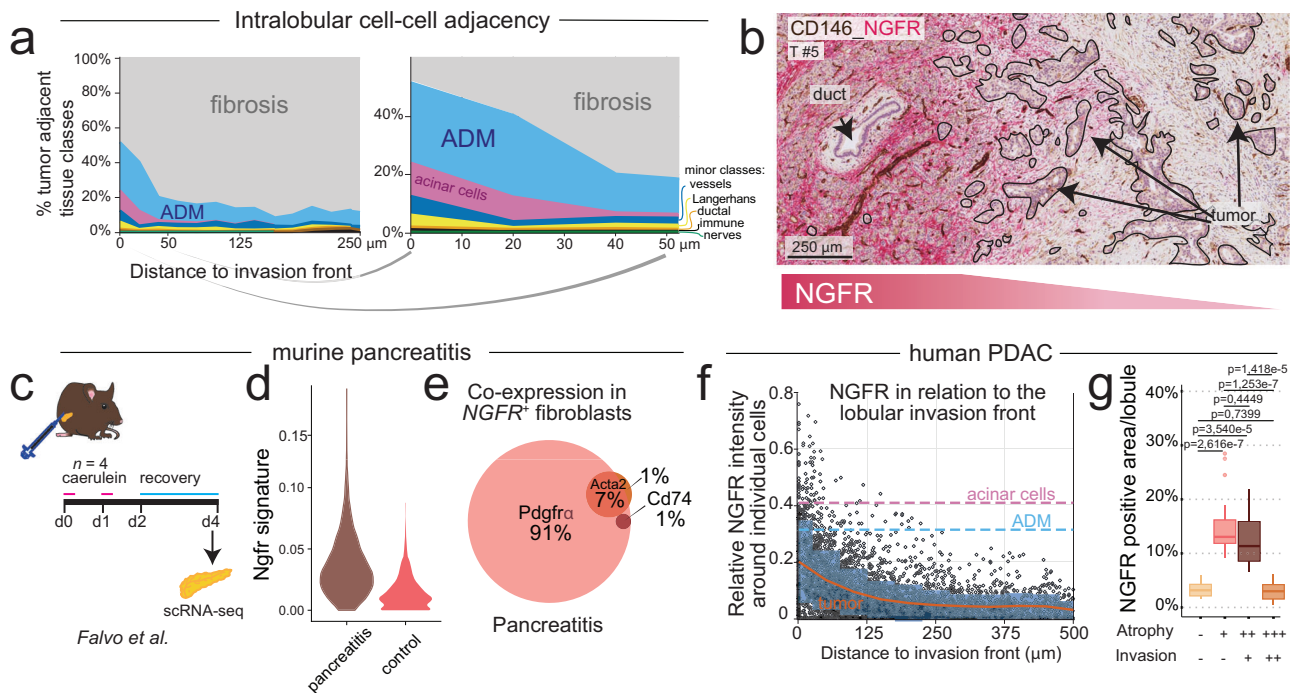 Intralobular cell-cell adjacency
a
% tumor adjacent
tissue classes
100%
80%
60%
40%
20%
0%
fibrosis
ADM
0
50
125
250 µm
Distance to invasion front
40%
20%
0%
fibrosis
ADM
acinar cells
0
10
20
30
40
50 µm
minor classes:
vessels
Langerhans
ductal
immune
nerves
b
CD146_NGFR
T #5
duct
tumor
250 µm
NGFR
murine pancreatitis
c
n = 4
caerulein
recovery
d0
d1
d2
d4
scRNA-seq
Falvo et al.
d
Ngfr signature
0.15
0.10
0.05
0.00
pancreatitis
control
e
Co-expression in
NGFR+ fibroblasts
Pdgfrα
91%
Acta2
7%
1%
Cd74
1%
Pancreatitis
human PDAC
f
NGFR in relation to the
lobular invasion front
Relative NGFR intensity
around individual cells
0.8
0.6
0.4
0.2
0
acinar cells
ADM
tumor
0
125
250
375
500
Distance to invasion front (µm)
g
NGFR positive area/lobule
40%
30%
20%
10%
0%
p=1,418e-5
p=1,253e-7
p=0,4449
p=0,7399
p=3,540e-5
p=2,616e-7
Atrophy - + ++ +++
Invasion - - + ++